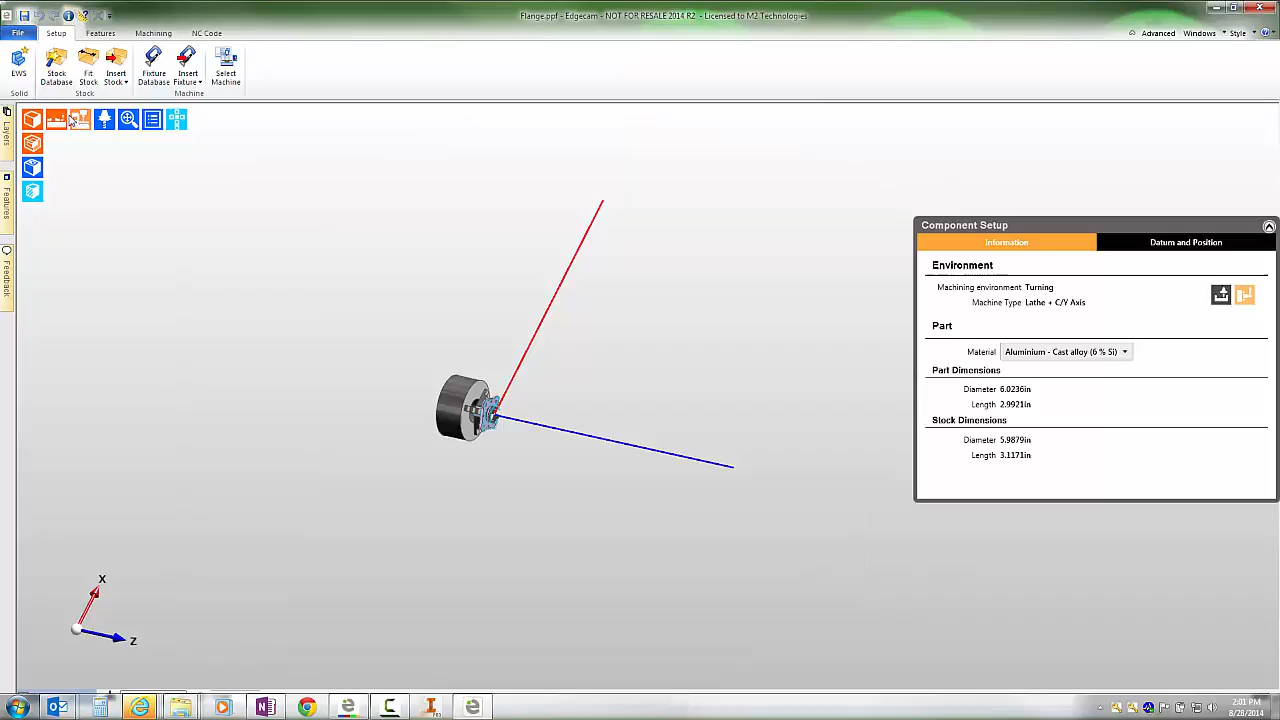 Flange.epf - Edgecam - NOT FOR RESALE 2014 R2 - Licensed to M2 Technologies
File Setup Features Machining NC Code Advanced Windows Style
EWS
Stock Database
Fit Stock
Insert Stock
Fixture Database
Insert Fixture
Select Machine
Solid Stock Machine
Layers
Features
Feedback
Component Setup
Information Datum and Position
Environment
Machining environment Turning
Machine Type Lathe + C/Y Axis
Part
Material Aluminium - Cast alloy (6 % Si)
Part Dimensions
Diameter 6.0236in
Length 2.9921in
Stock Dimensions
Diameter 5.9879in
Length 3.1171in
X
Z
2:01 PM
8/28/2014